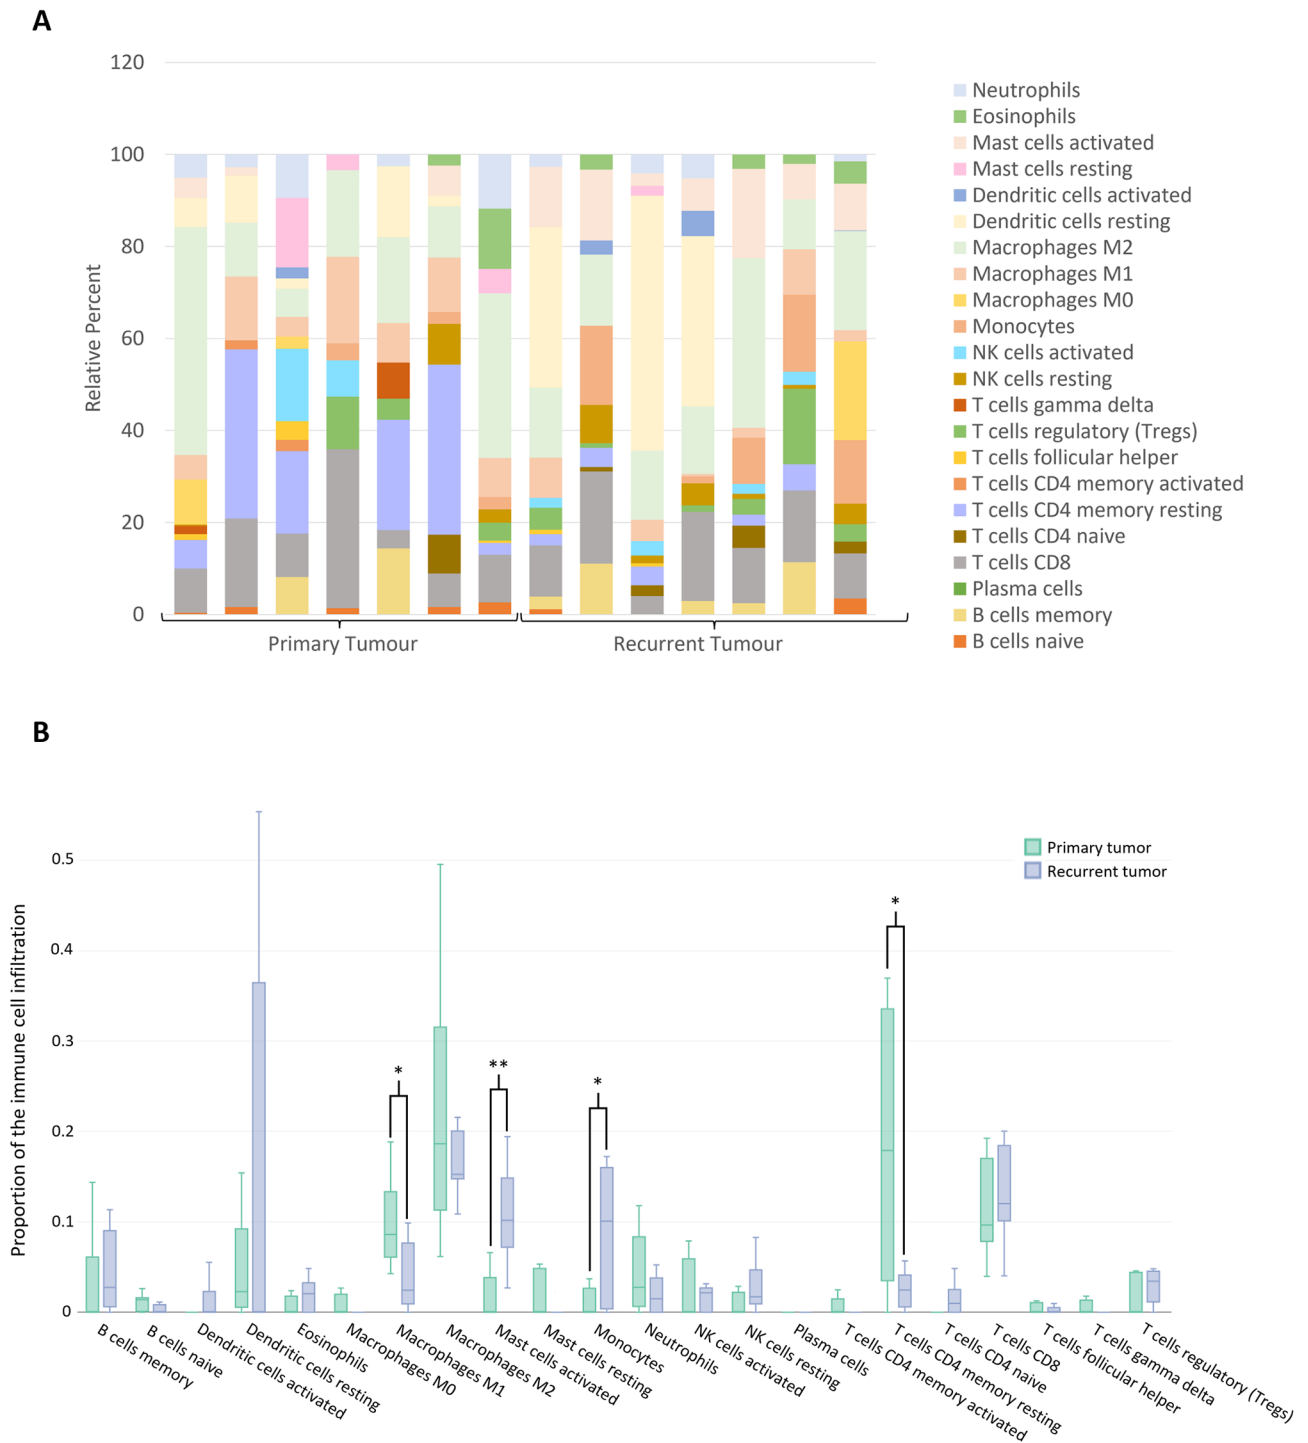 A
120
100
80
60
40
20
0
Relative Percent
Primary Tumour
Recurrent Tumour
Neutrophils
Eosinophils
Mast cells activated
Mast cells resting
Dendritic cells activated
Dendritic cells resting
Macrophages M2
Macrophages M1
Macrophages M0
Monocytes
NK cells activated
NK cells resting
T cells gamma delta
T cells regulatory (Tregs)
T cells follicular helper
T cells CD4 memory activated
T cells CD4 memory resting
T cells CD4 naive
T cells CD8
Plasma cells
B cells memory
B cells naive
B
Primary tumor
Recurrent tumor
0.5
0.4
0.3
0.2
0.1
0
Proportion of the immune cell infiltration
*
**
*
*
B cells memory
B cells naive
Dendritic cells activated
Dendritic cells resting
Eosinophils
Macrophages M0
Macrophages M1
Macrophages M2
Mast cells activated
Mast cells resting
Monocytes
Neutrophils
NK cells activated
NK cells resting
Plasma cells
T cells CD4 memory activated
T cells CD4 memory resting
T cells CD4 naive
T cells CD8
T cells follicular helper
T cells gamma delta
T cells regulatory (Tregs)